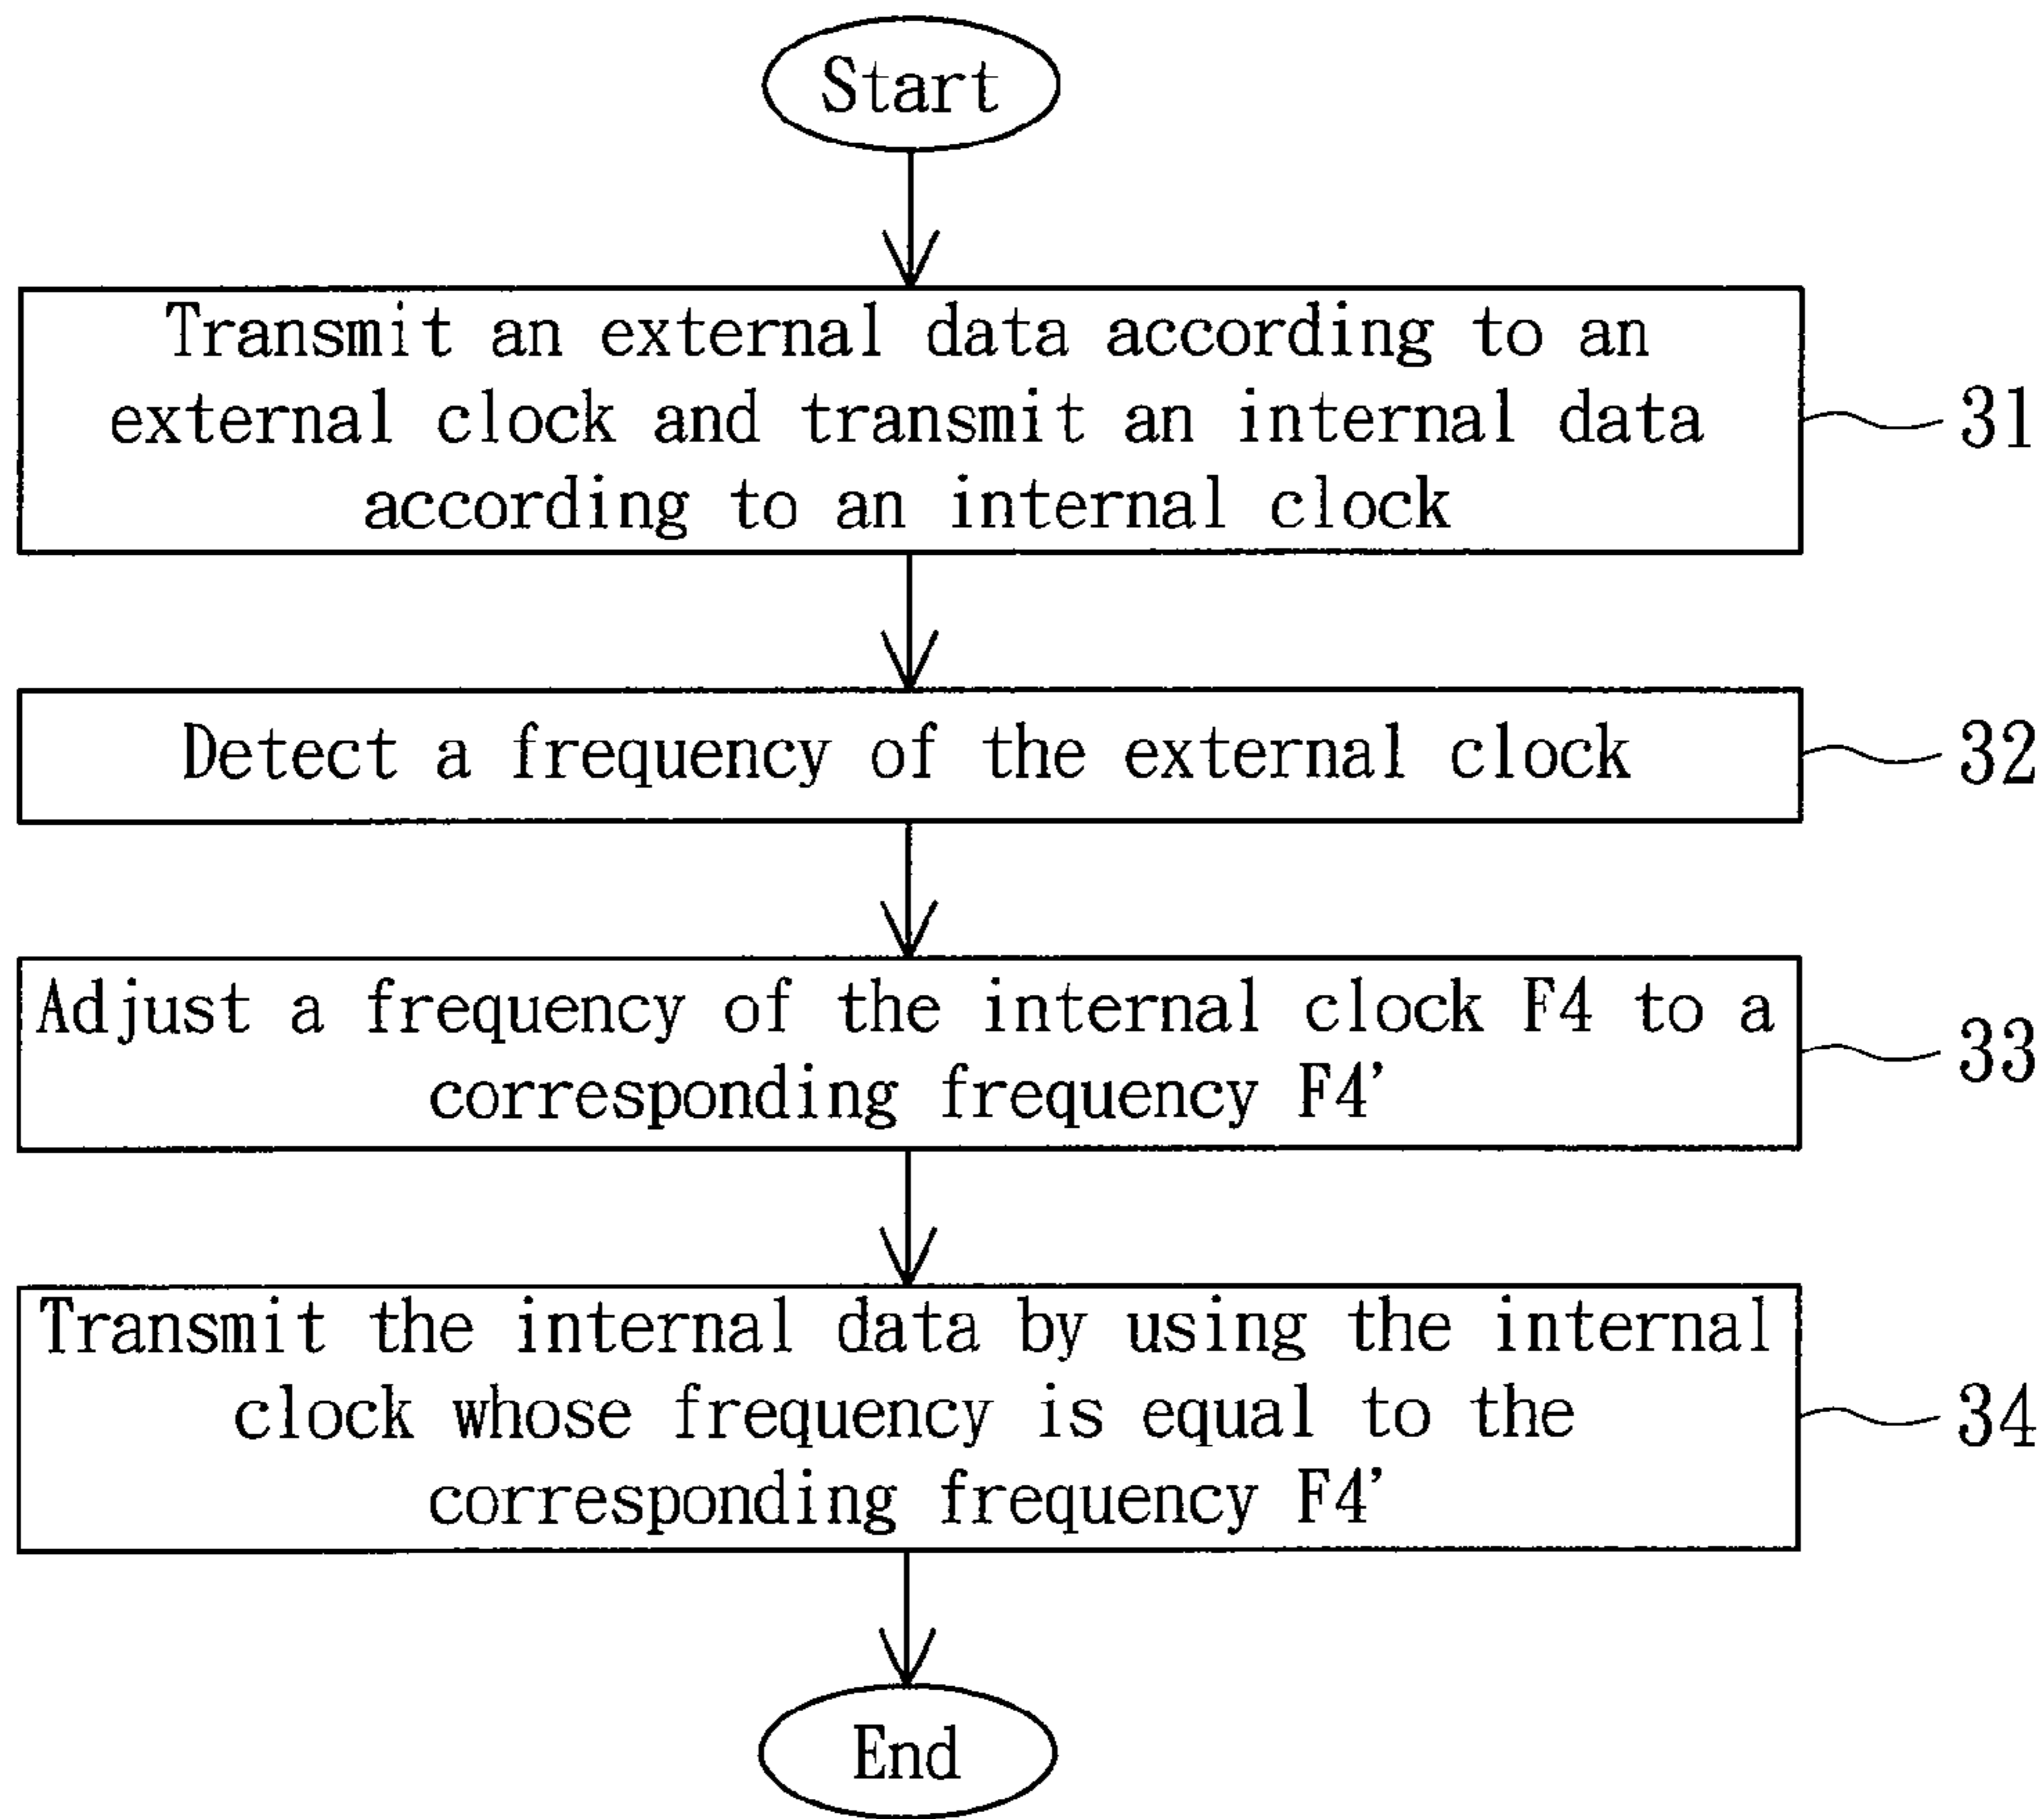 Start
Transmit an external data according to an
external clock and transmit an internal data
according to an internal clock
31
Detect a frequency of the external clock
32
Adjust a frequency of the internal clock F4 to a
corresponding frequency F4'
33
Transmit the internal data by using the internal
clock whose frequency is equal to the
corresponding frequency F4'
34
End